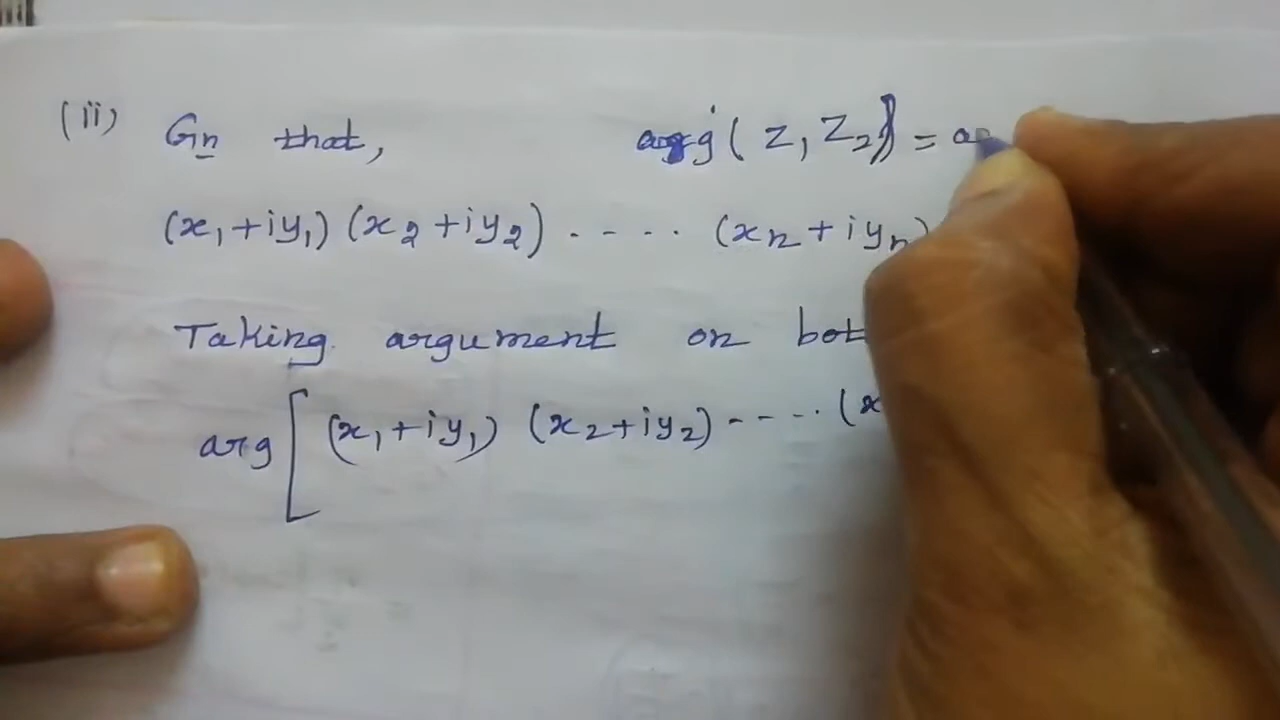 (ii) Gn that, arg(Z₁Z₂) = a
(x₁+iy₁)(x₂+iy₂) ..... (xₙ+iyₙ)
Taking argument on bot
arg[(x₁+iy₁) (x₂+iy₂)-....(x